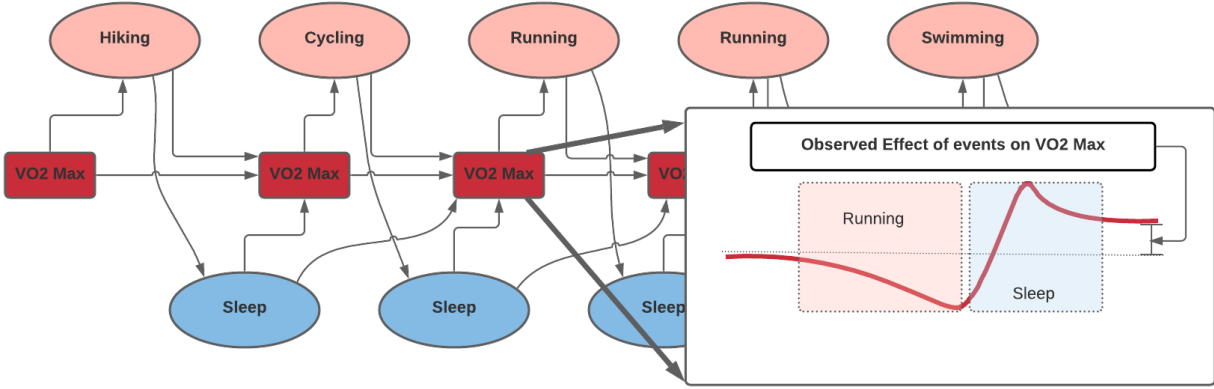 Hiking
Cycling
Running
Running
Swimming
Observed Effect of events on VO2 Max
VO2 Max
VO2 Max
VO2 Max
VO2
Running
Sleep
Sleep
Sleep
Sleep